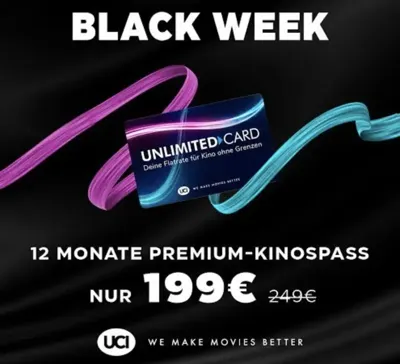 BLACK WEEK
UNLIMITED CARD
Deine Flatrate für Kino ohne Grenzen
UCI WE MAKE MOVIES BETTER
12 MONATE PREMIUM-KINOSPASS
NUR 199€ 249€
UCI WE MAKE MOVIES BETTER